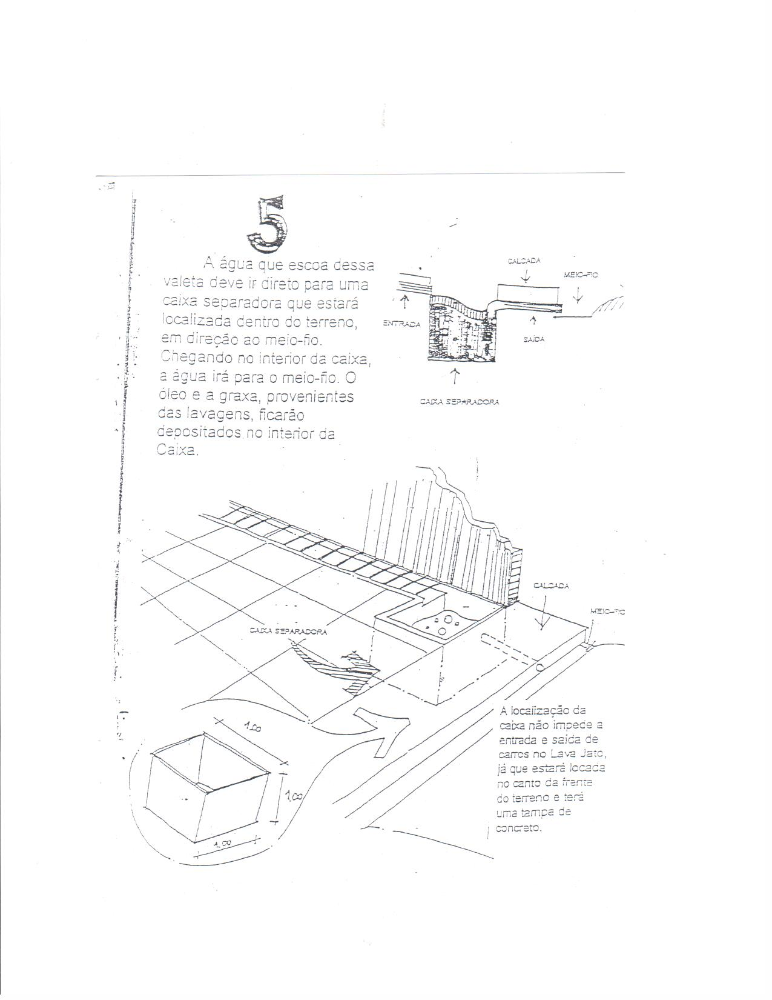 5
A água que escoa dessa
valeta deve ir direto para uma
caixa separadora que estará
localizada dentro do terreno,
em direção ao meio-fio.
Chegando no interior da caixa,
a água irá para o meio-fio. O
óleo e a graxa, provenientes
das lavagens, ficarão
depositados no interior da
Caixa.
CALÇADA
MEIO-FIO
ENTRADA
SAÍDA
CAIXA SEPARADORA
CALÇADA
MEIO-FIO
CAIXA SEPARADORA
1.00
1.00
1.00
A localização da
caixa não impede a
entrada e saída de
carros no Lava Jato,
já que estará locada
no canto da frente
do terreno e terá
uma tampa de
concreto.